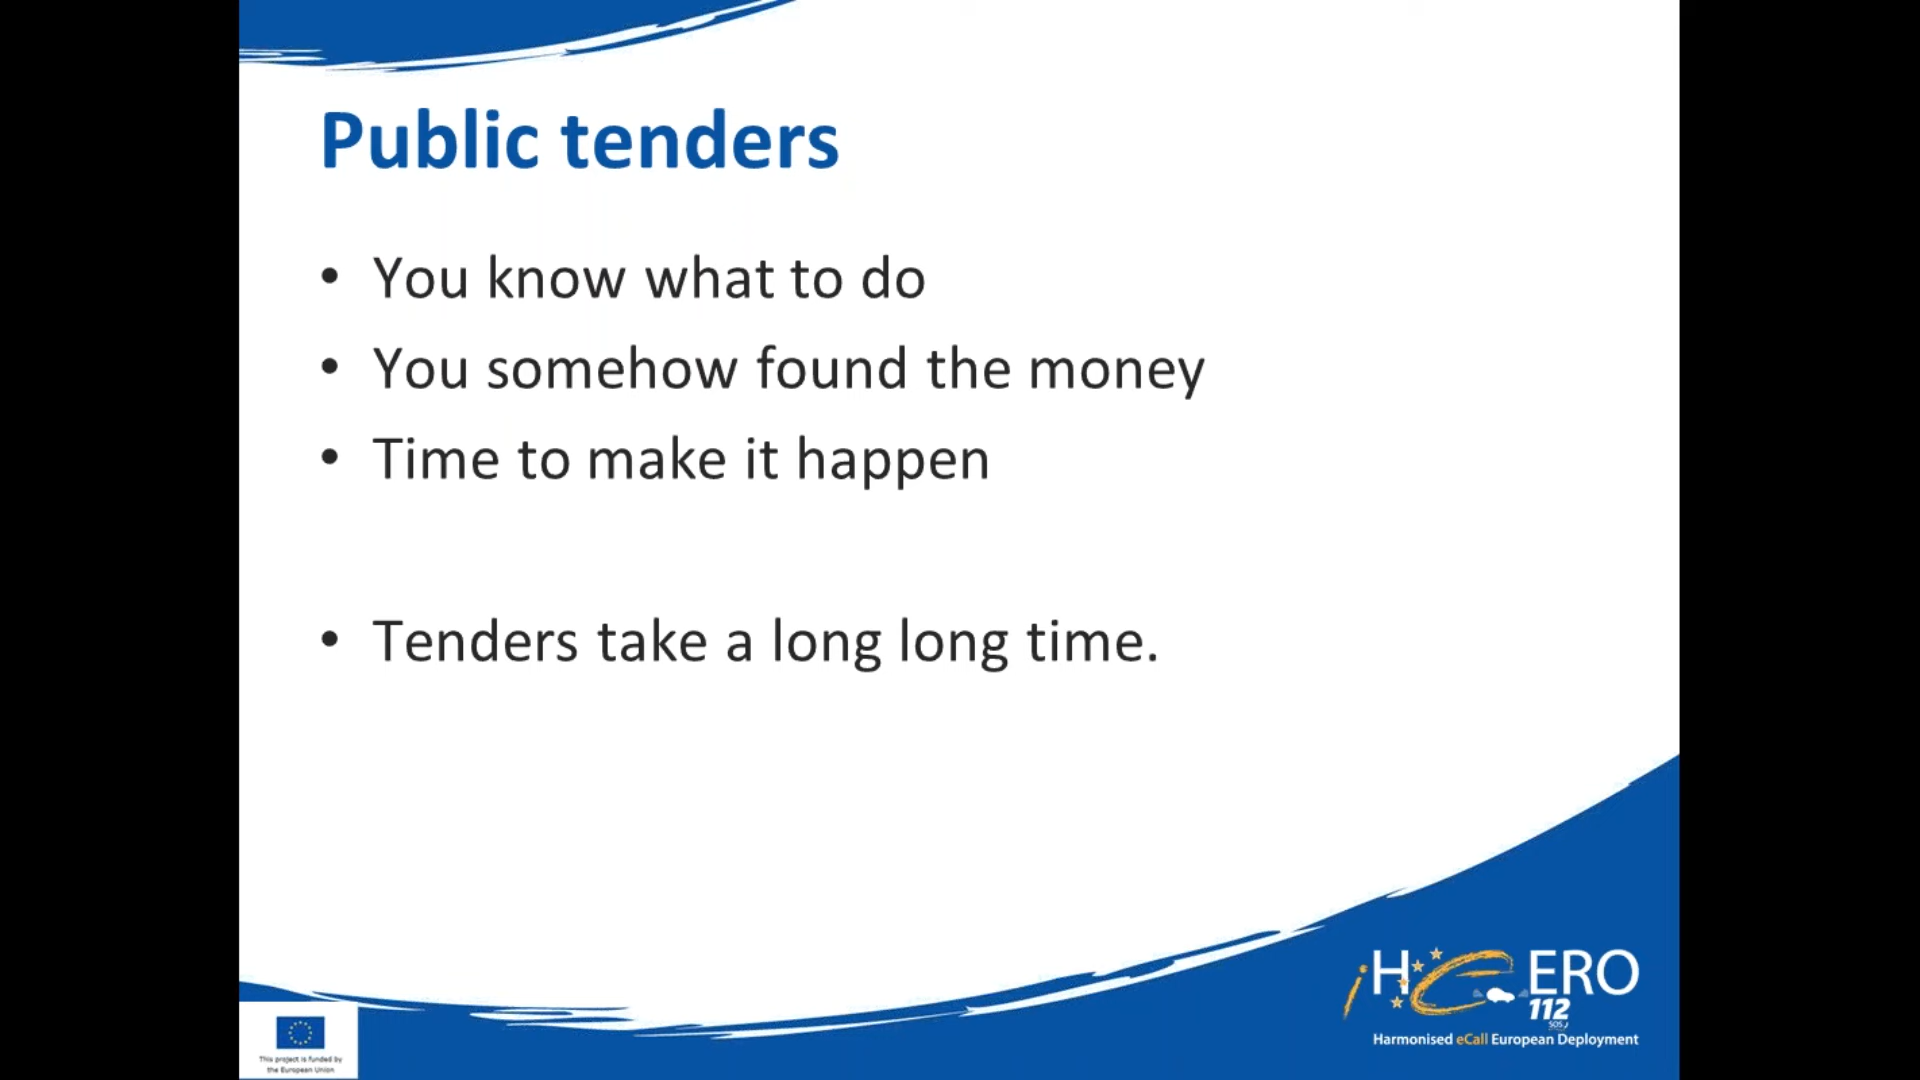 Public tenders
• You know what to do
• You somehow found the money
• Time to make it happen
• Tenders take a long long time.
iHeERO
112
SOS
Harmonised eCall European Deployment
This project is funded by
the European Union